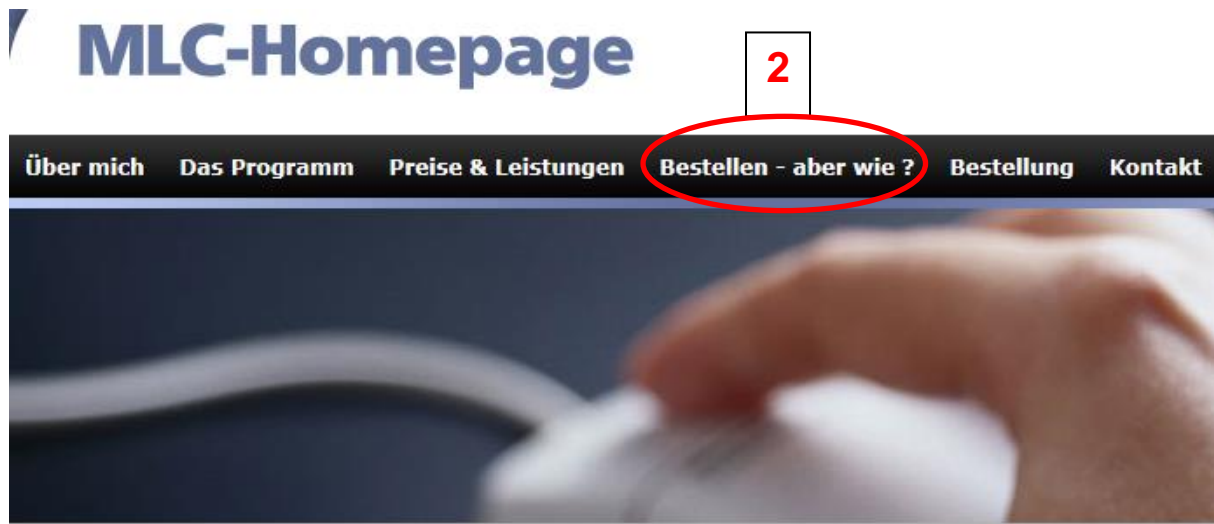 MLC-Homepage
2
Über mich Das Programm Preise & Leistungen Bestellen - aber wie ? Bestellung Kontakt